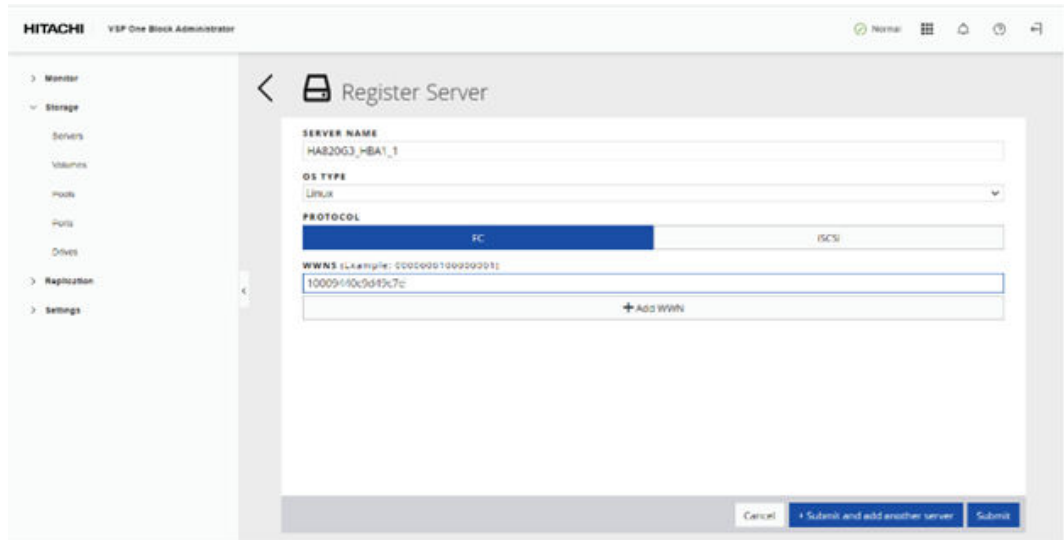 HITACHI VSP One Block Administrator Normal
Monitor
Storage
Servers
Volumes
Pools
Ports
Drives
Replication
Settings
Register Server
SERVER NAME
HA820G3_HBA1_1
OS TYPE
Linux
PROTOCOL
FC iSCSI
WWNS (Example: 0000000100000001)
+ Add WWN
Cancel + Submit and add another server Submit